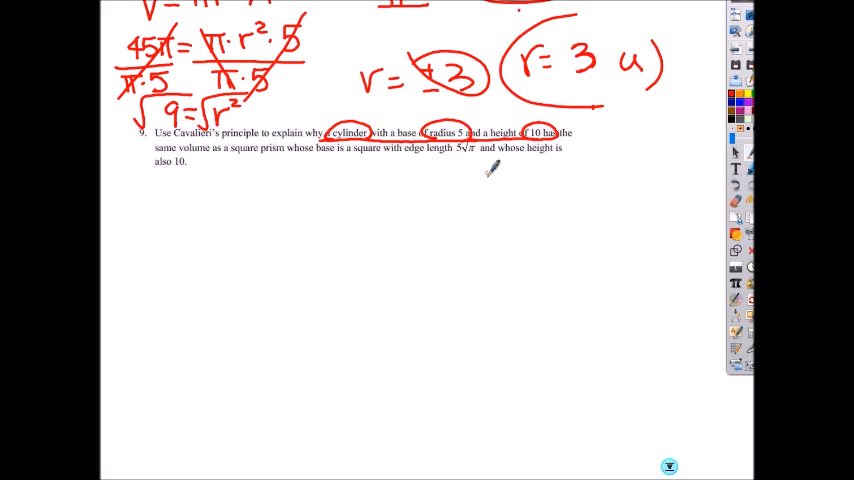 45π = π · r² · 5
π · 5 π · 5
√9 = √r²
r = ±3
r = 3 u
9. Use Cavalieri's principle to explain why a cylinder with a base of radius 5 and a height of 10 has the
same volume as a square prism whose base is a square with edge length 5√π and whose height is
also 10.